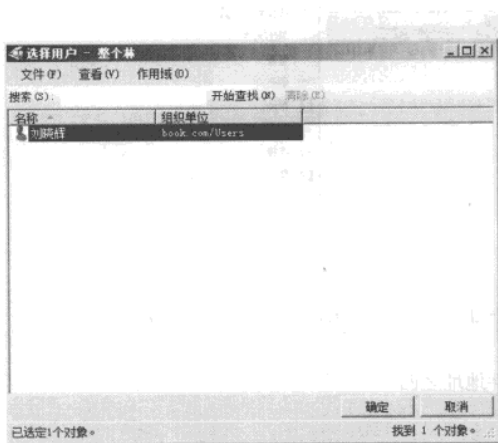 选择用户 - 整个林
文件(F) 查看(V) 作用域(O)
搜索(S): 开始查找(N) 清除(E)
名称 组织单位
刘晓辉 book.com/Users
确定 取消
已选定1个对象。 找到 1 个对象。